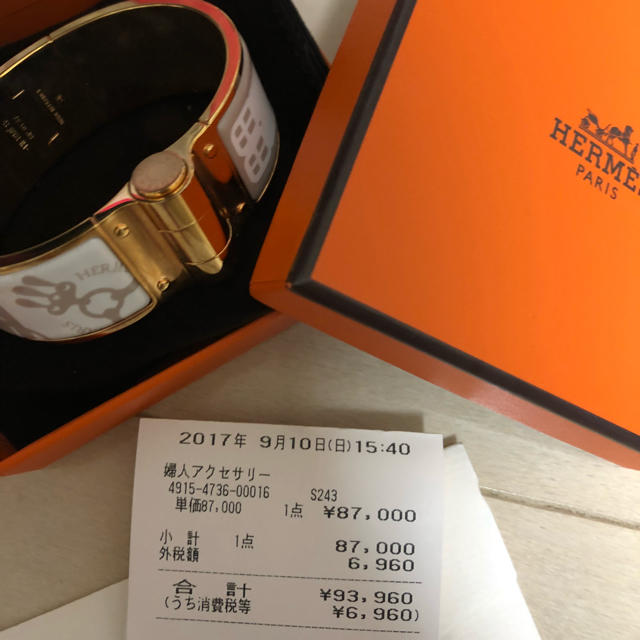 HERMÈS
PARIS
2017年 9月10日(日)15:40
婦人アクセサリー
4915-4736-00016 S243
単価87,000 1点 ¥87,000
小 計 1点 87,000
外税額 6,960
合 計 ¥93,960
(うち消費税等 ¥6,960)